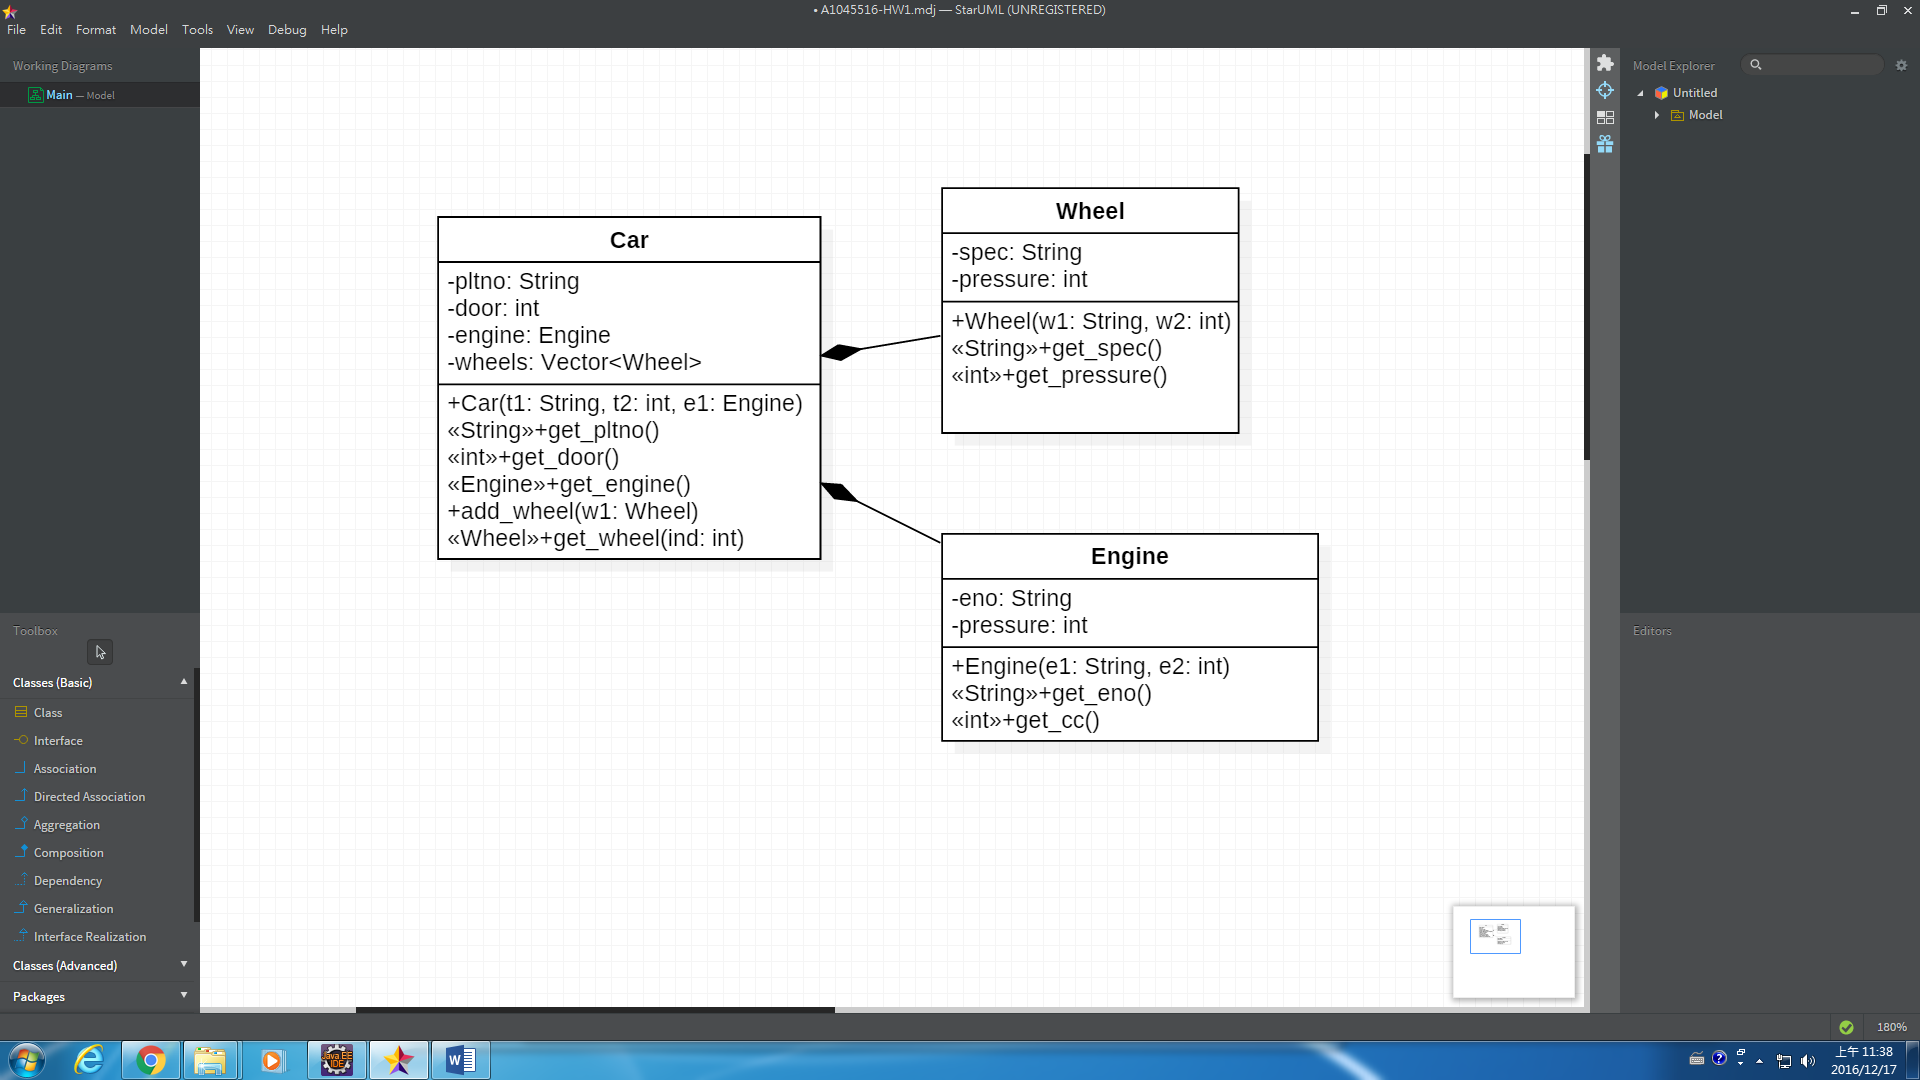 • A1045516-HW1.mdj — StarUML (UNREGISTERED)
File Edit Format Model Tools View Debug Help
Working Diagrams
Main — Model
Toolbox
Classes (Basic)
Class
Interface
Association
Directed Association
Aggregation
Composition
Dependency
Generalization
Interface Realization
Classes (Advanced)
Packages
Car
-pltno: String
-door: int
-engine: Engine
-wheels: Vector<Wheel>
+Car(t1: String, t2: int, e1: Engine)
«String»+get_pltno()
«int»+get_door()
«Engine»+get_engine()
+add_wheel(w1: Wheel)
«Wheel»+get_wheel(ind: int)
Wheel
-spec: String
-pressure: int
+Wheel(w1: String, w2: int)
«String»+get_spec()
«int»+get_pressure()
Engine
-eno: String
-pressure: int
+Engine(e1: String, e2: int)
«String»+get_eno()
«int»+get_cc()
Model Explorer
Untitled
Model
Editors
180%
Java EE
IDE
W
上午 11:38
2016/12/17